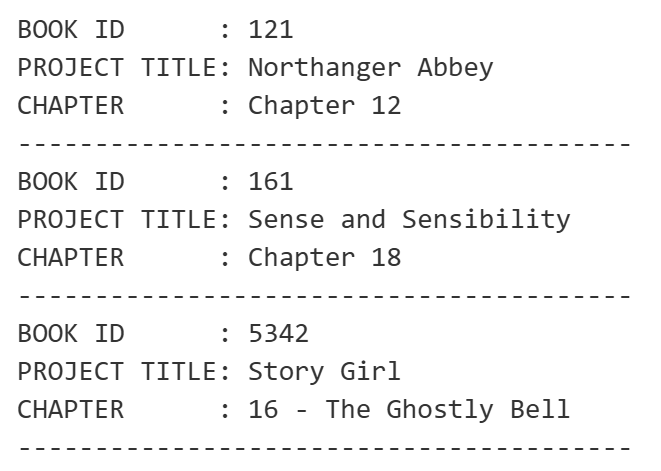 BOOK ID      : 121
PROJECT TITLE: Northanger Abbey
CHAPTER      : Chapter 12
----------------------------------------
BOOK ID      : 161
PROJECT TITLE: Sense and Sensibility
CHAPTER      : Chapter 18
----------------------------------------
BOOK ID      : 5342
PROJECT TITLE: Story Girl
CHAPTER      : 16 - The Ghostly Bell
----------------------------------------